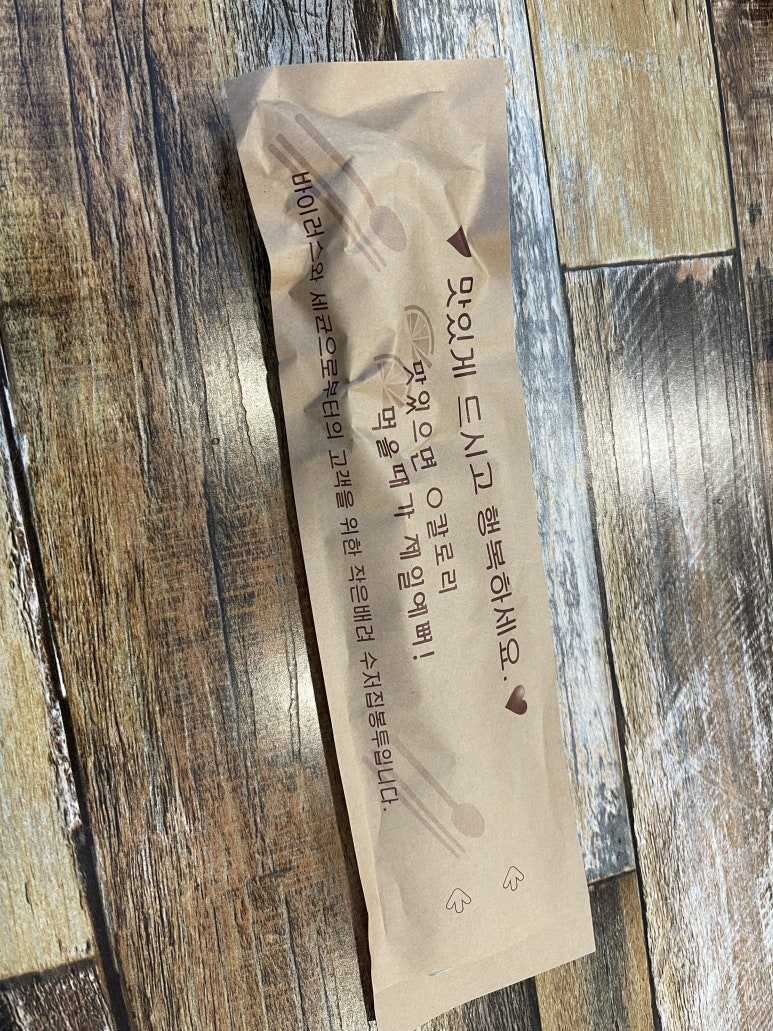 ♥ 맛있게 드시고 행복하세요. ♥
맛있으면 0칼로리
먹을때가 제일예뻐!
바이러스와 세균으로부터의 고객을 위한 작은배려 수저집봉투입니다.